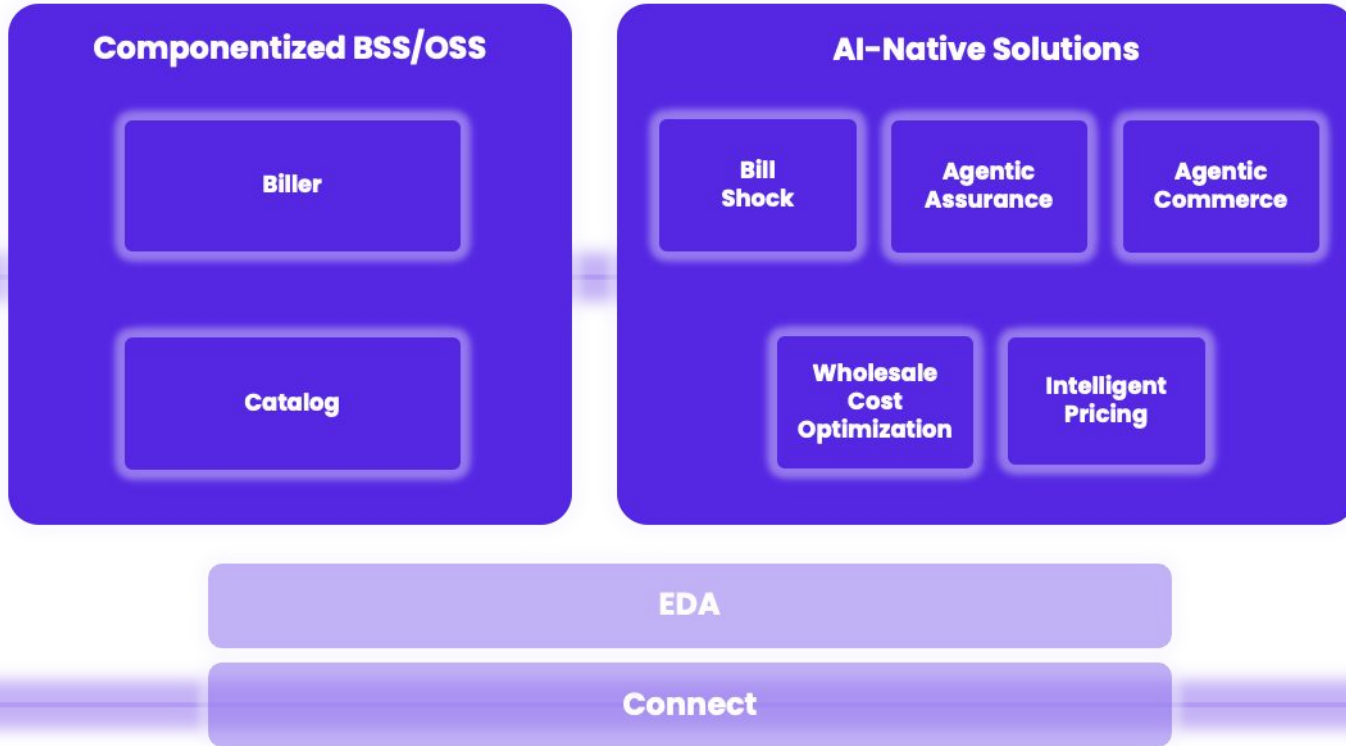 Componentized BSS/OSS
Biller
Catalog
AI-Native Solutions
Bill
Shock
Agentic
Assurance
Agentic
Commerce
Wholesale
Cost
Optimization
Intelligent
Pricing
EDA
Connect